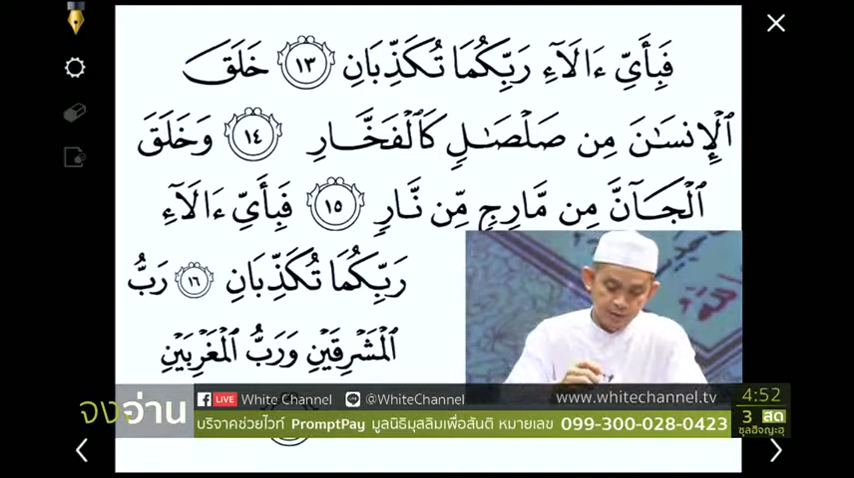 فَبِأَيِّ ءَالَآءِ رَبِّكُمَا تُكَذِّبَانِ ١٣ خَلَقَ
ٱلْإِنسَـٰنَ مِن صَلْصَـٰلٍ كَٱلْفَخَّارِ ١٤ وَخَلَقَ
ٱلْجَآنَّ مِن مَّارِجٍ مِّن نَّارٍ ١٥ فَبِأَيِّ ءَالَآءِ
رَبِّكُمَا تُكَذِّبَانِ ١٦ رَبُّ
ٱلْمَشْرِقَيْنِ وَرَبُّ ٱلْمَغْرِبَيْنِ
จงอ่าน
f LIVE White Channel LINE @WhiteChannel www.whitechannel.tv
บริจาคช่วยไวท์ PromptPay มูลนิธิมุสลิมเพื่อสันติ หมายเลข 099-300-028-0423
4:52
3 สด
ซุลฮิจญะฮฺ